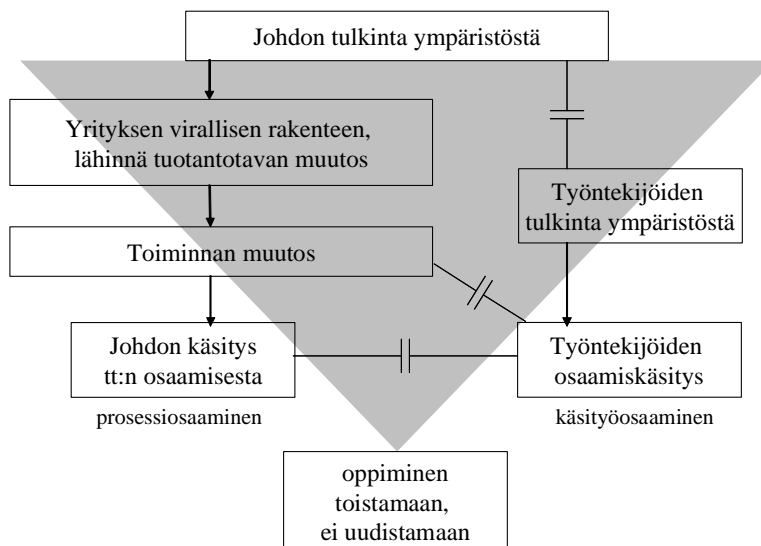 Johdon tulkinta ympäristöstä
Yrityksen virallisen rakenteen,
lähinnä tuotantotavan muutos
Työntekijöiden
tulkinta ympäristöstä
Toiminnan muutos
Johdon käsitys
tt:n osaamisesta
Työntekijöiden
osaamiskäsitys
prosessiosaaminen
käsityöosaaminen
oppiminen
toistamaan,
ei uudistamaan